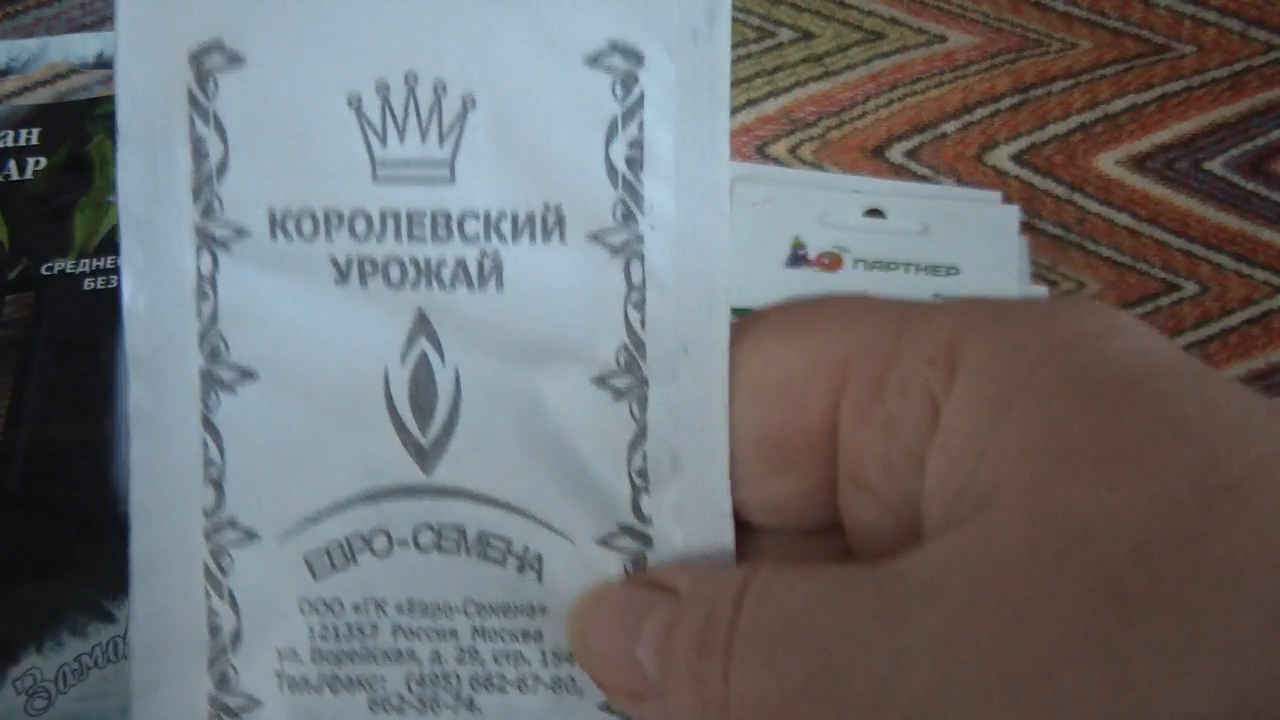 КОРОЛЕВСКИЙ
УРОЖАЙ
ЕВРО-СЕМЕНА
ООО «ГК «Евро-Семена»
121357 Россия Москва
ул. Верейская, д. 29, стр. 154
Тел./факс: (495) 662-67-80,
662-36-74.
ан
АР
СРЕДНЕ
БЕЗ
Замо
ПАРТНЕР